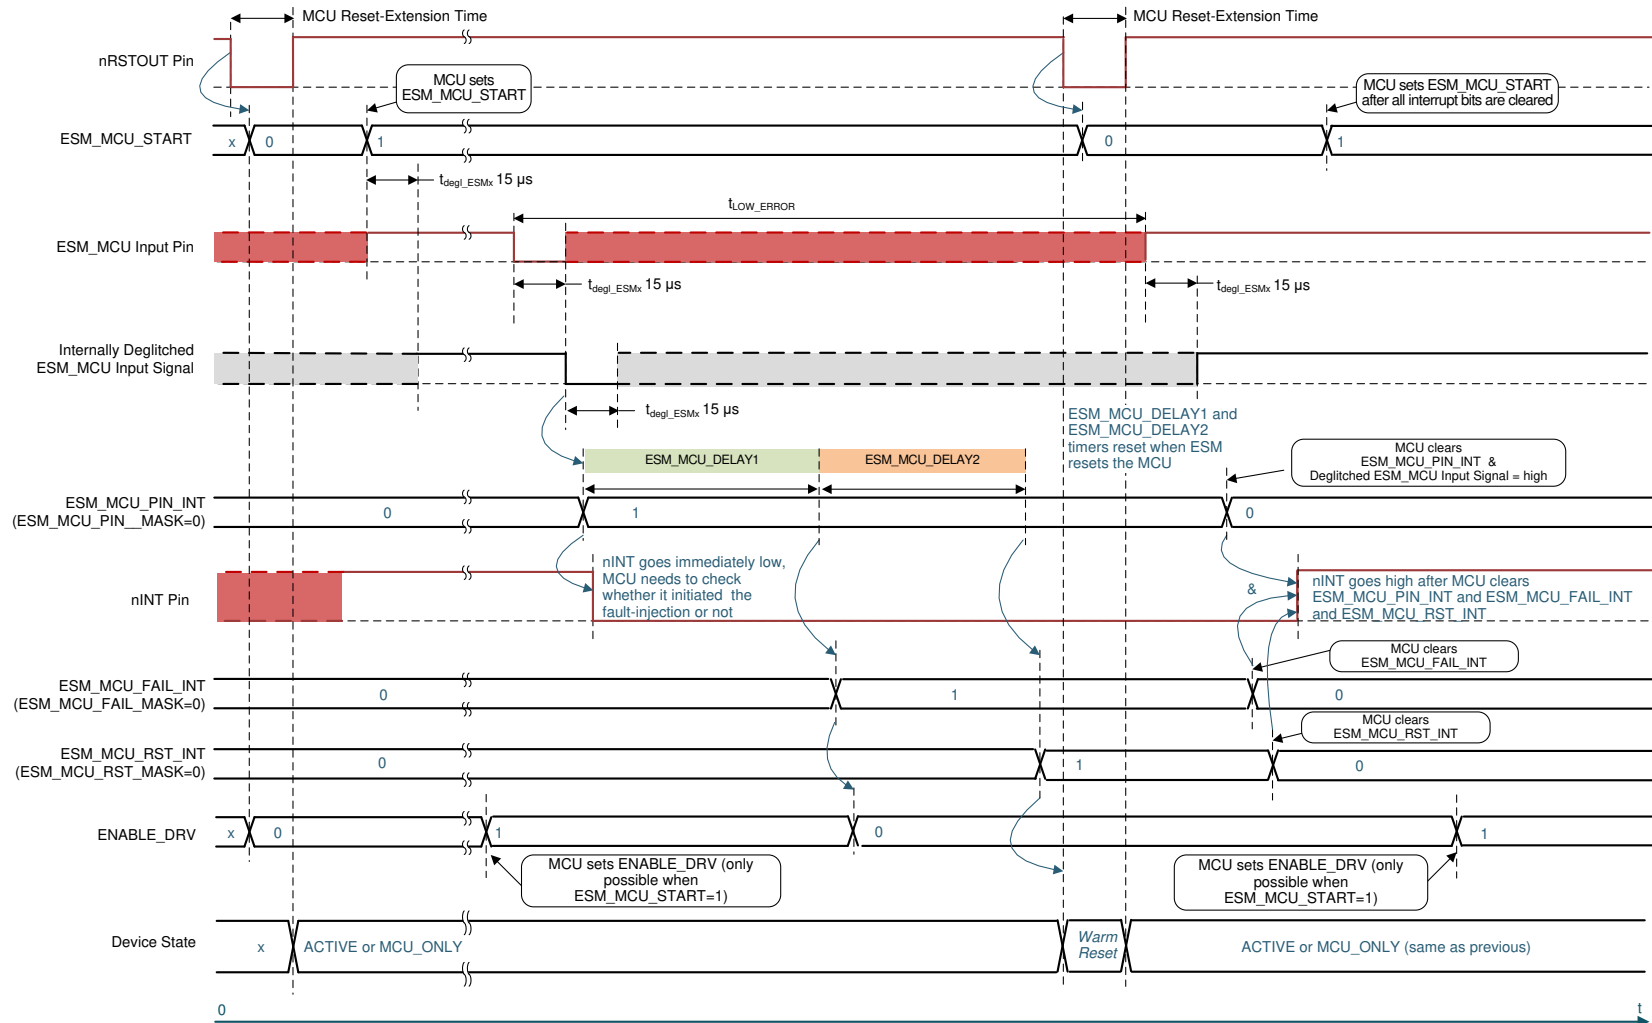 MCU Reset-Extension Time
MCU Reset-Extension Time
nRSTOUT Pin
MCU sets
ESM_MCU_START
MCU sets ESM_MCU_START
after all interrupt bits are cleared
ESM_MCU_START
x
0
1
0
1
tdegl_ESMx 15 µs
tLOW_ERROR
ESM_MCU Input Pin
tdegl_ESMx 15 µs
tdegl_ESMx 15 µs
Internally Deglitched
ESM_MCU Input Signal
tdegl_ESMx 15 µs
ESM_MCU_DELAY1 and
ESM_MCU_DELAY2
timers reset when ESM
resets the MCU
ESM_MCU_DELAY1
ESM_MCU_DELAY2
MCU clears
ESM_MCU_PIN_INT &
Deglitched ESM_MCU Input Signal = high
ESM_MCU_PIN_INT
(ESM_MCU_PIN__MASK=0)
0
1
0
nINT Pin
nINT goes immediately low,
MCU needs to check
whether it initiated the
fault-injection or not
&
nINT goes high after MCU clears
ESM_MCU_PIN_INT and ESM_MCU_FAIL_INT
and ESM_MCU_RST_INT
MCU clears
ESM_MCU_FAIL_INT
ESM_MCU_FAIL_INT
(ESM_MCU_FAIL_MASK=0)
0
1
0
MCU clears
ESM_MCU_RST_INT
ESM_MCU_RST_INT
(ESM_MCU_RST_MASK=0)
0
1
0
ENABLE_DRV
x
0
1
0
1
MCU sets ENABLE_DRV (only
possible when
ESM_MCU_START=1)
MCU sets ENABLE_DRV (only
possible when
ESM_MCU_START=1)
Device State
x
ACTIVE or MCU_ONLY
Warm
Reset
ACTIVE or MCU_ONLY (same as previous)
0
t